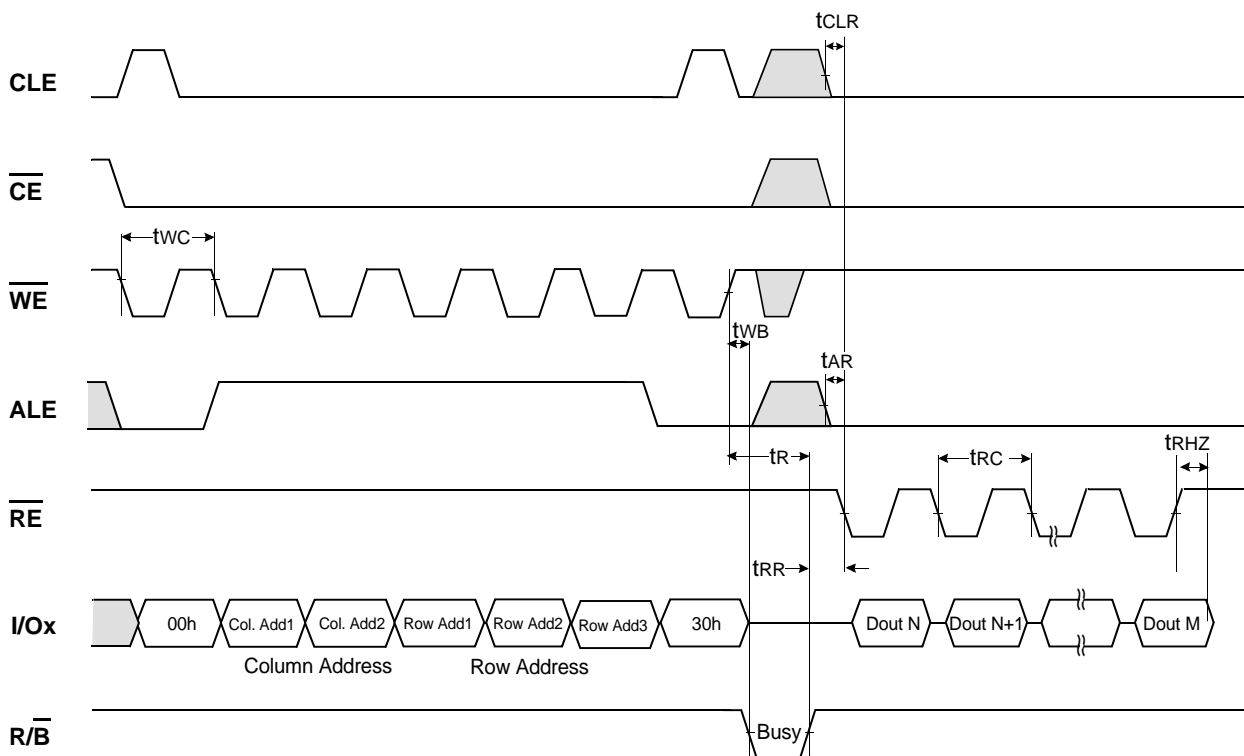 tCLR
CLE
CE
tWC
WE
tWB
tAR
ALE
tR
tRC
tRHZ
RE
tRR
I/Ox
00h
Col. Add1
Col. Add2
Row Add1
Row Add2
Row Add3
30h
Dout N
Dout N+1
Dout M
Column Address
Row Address
R/B
Busy